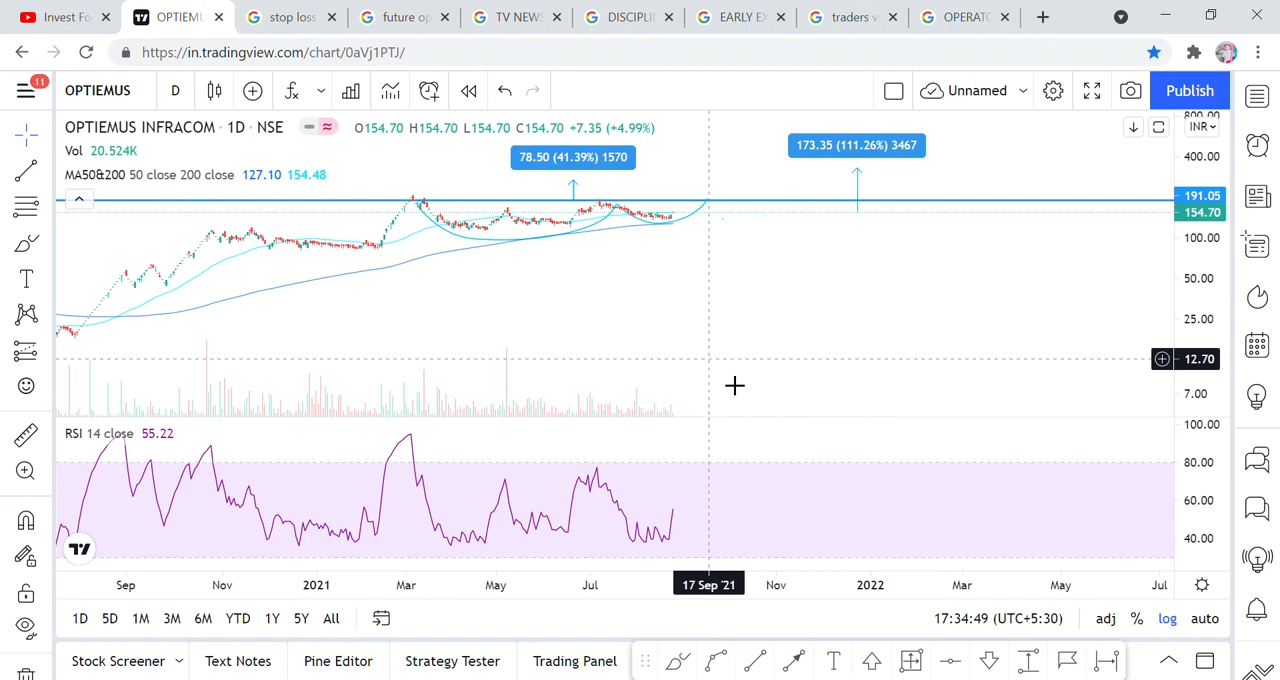 Invest Fo
OPTIEMU
stop loss
future op
TV NEWS
DISCIPLIN
EARLY EX
traders v
OPERATO
https://in.tradingview.com/chart/0aVj1PTJ/
11
OPTIEMUS
D
Unnamed
Publish
OPTIEMUS INFRACOM · 1D · NSE
O154.70 H154.70 L154.70 C154.70 +7.35 (+4.99%)
Vol 20.524K
MA50&200 50 close 200 close 127.10 154.48
78.50 (41.39%) 1570
173.35 (111.26%) 3467
800.00
INR
400.00
191.05
154.70
100.00
50.00
25.00
12.70
7.00
RSI 14 close 55.22
100.00
80.00
60.00
40.00
Sep
Nov
2021
Mar
May
Jul
17 Sep '21
Nov
2022
Mar
May
Jul
1D 5D 1M 3M 6M YTD 1Y 5Y All
17:34:49 (UTC+5:30)
adj % log auto
Stock Screener
Text Notes
Pine Editor
Strategy Tester
Trading Panel